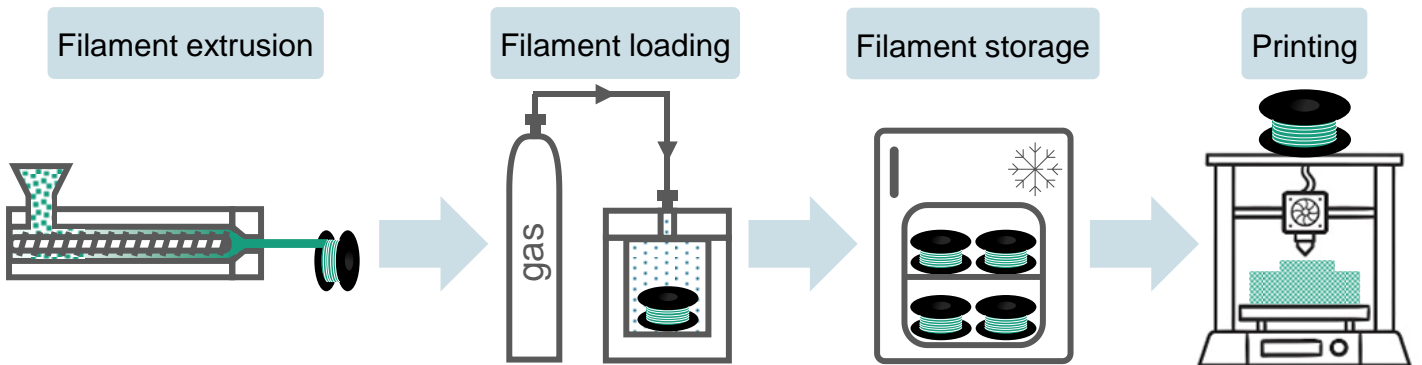 Filament extrusion
Filament loading
Filament storage
Printing
gas